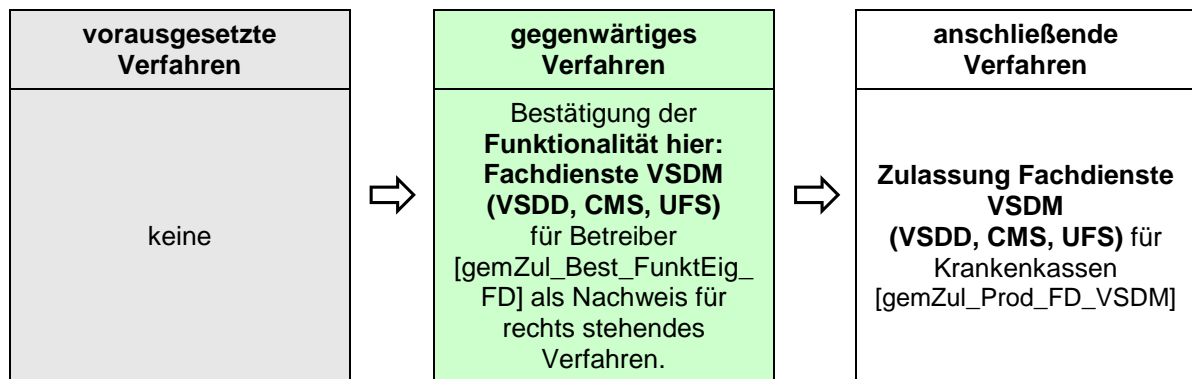 vorausgesetzte
Verfahren
keine
gegenwärtiges
Verfahren
Bestätigung der
Funktionalität hier:
Fachdienste VSDM
(VSDD, CMS, UFS)
für Betreiber
[gemZul_Best_FunktEig_
FD] als Nachweis für
rechts stehendes
Verfahren.
anschließende
Verfahren
Zulassung Fachdienste
VSDM
(VSDD, CMS, UFS) für
Krankenkassen
[gemZul_Prod_FD_VSDM]